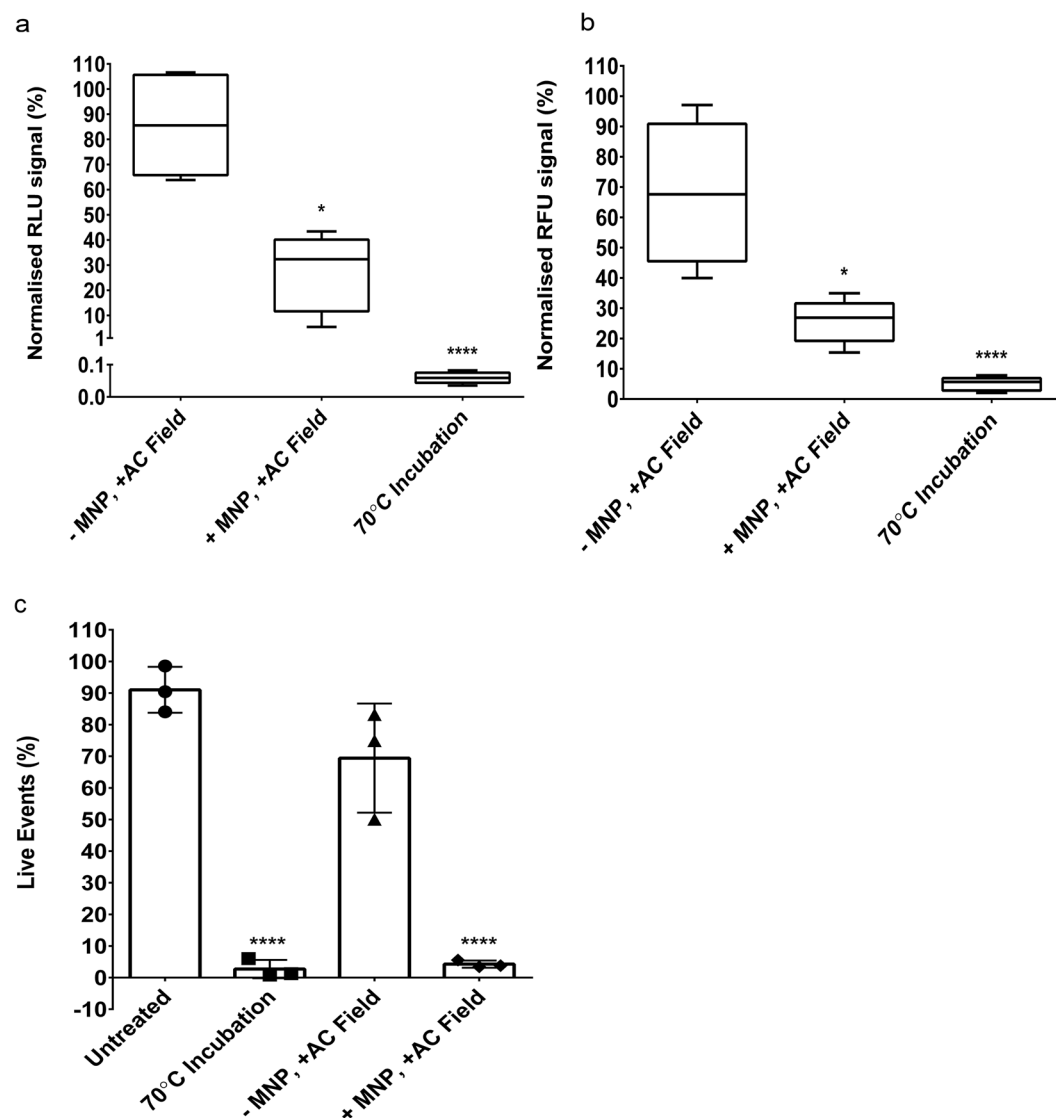 a
Normalised RLU signal (%)
110
100
90
80
70
60
50
40
30
20
10
1
0.1
0.0
*
****
- MNP, +AC Field
+ MNP, +AC Field
70°C Incubation
b
Normalised RFU signal (%)
110
100
90
80
70
60
50
40
30
20
10
0
*
****
- MNP, +AC Field
+ MNP, +AC Field
70°C Incubation
c
Live Events (%)
110
100
90
80
70
60
50
40
30
20
10
0
-10
****
****
Untreated
70°C Incubation
- MNP, +AC Field
+ MNP, +AC Field